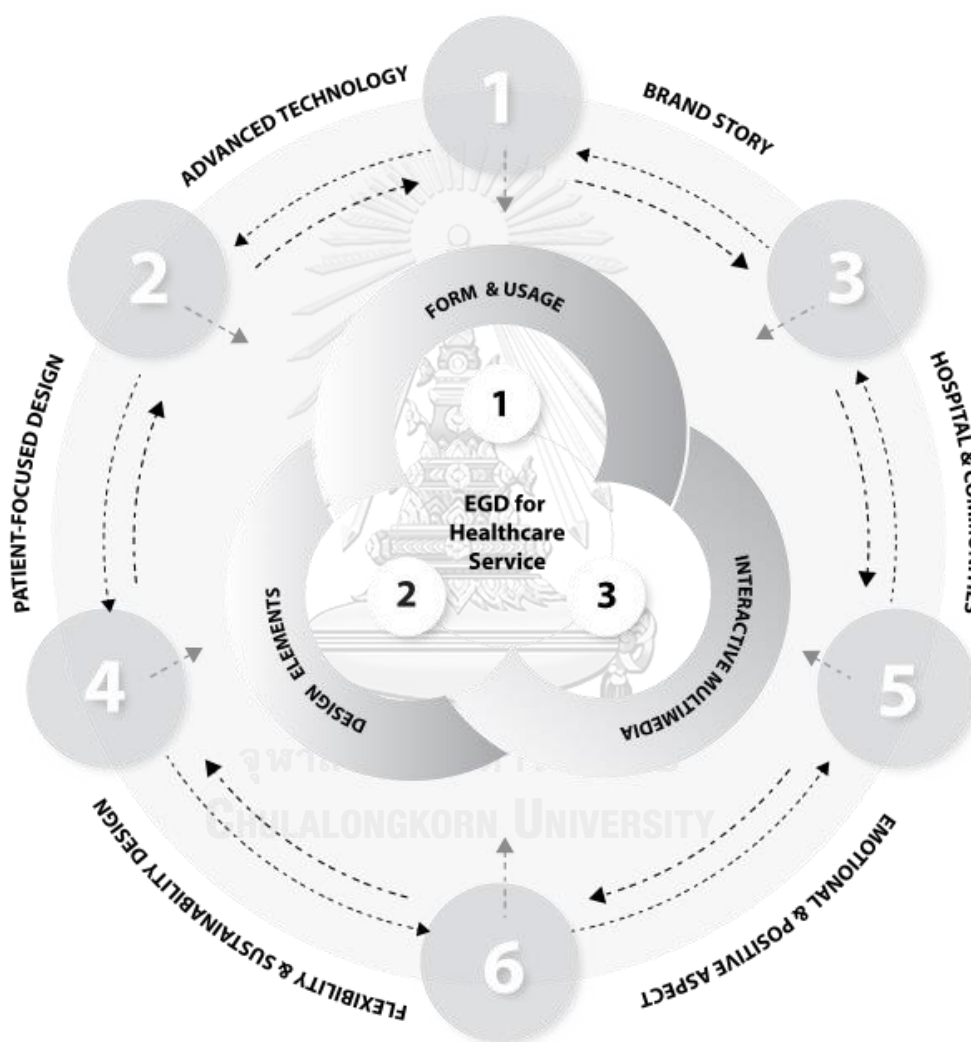 1
ADVANCED TECHNOLOGY
BRAND STORY
2
3
FORM & USAGE
1
PATIENT-FOCUSED DESIGN
HOSPITAL &
EGD for
Healthcare
Service
2
3
DESIGN ELEMENTS
INTERACTIVE MULTIMEDIA
4
5
CHULALONGKORN UNIVERSITY
FLEXIBILITY & SUSTAINABILITY DESIGN
EMOTIONAL & POSITIVE ASPECT
6